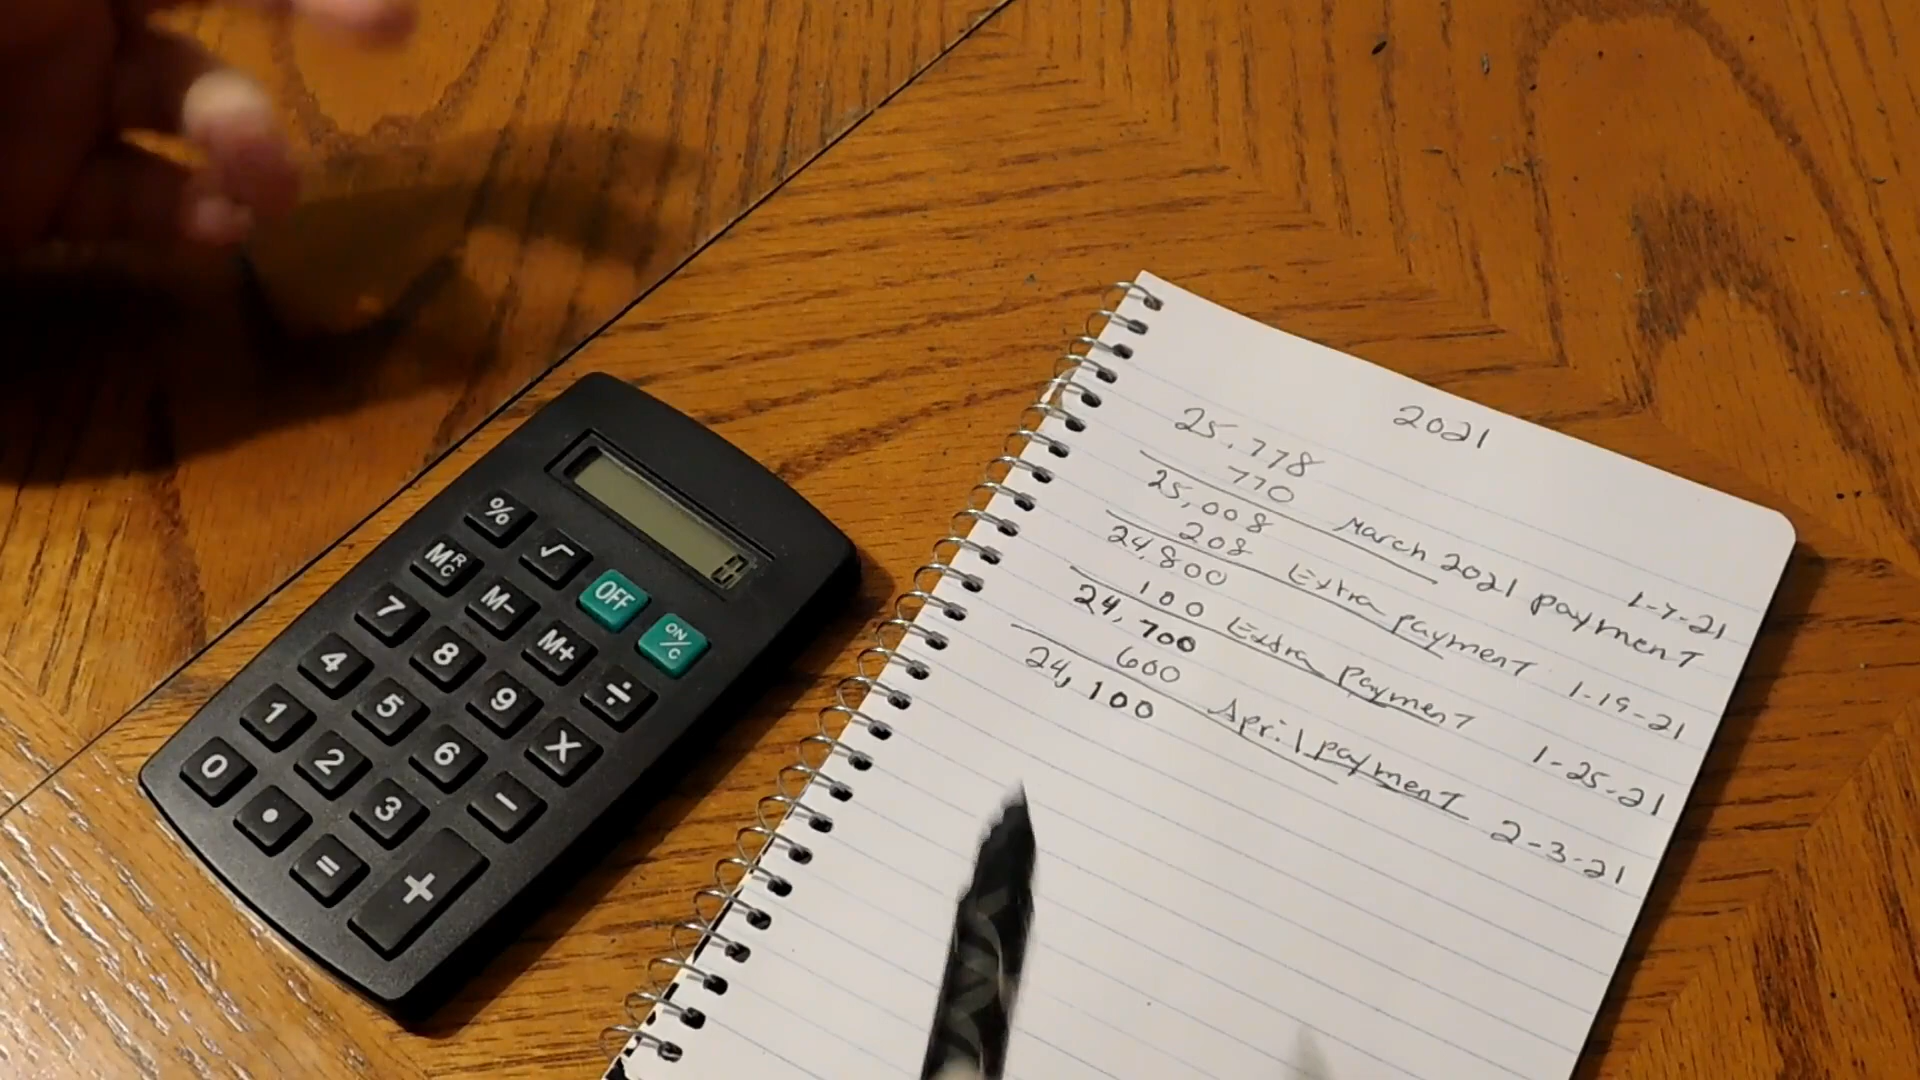 2021
25,778
770 March 2021 payment 1-7-21
25,008
208 Extra payment 1-19-21
24,800
100 Extra payment 1-25-21
24,700
600 April payment 2-3-21
24,100
0
% √ OFF ON/C
MRC M- M+ ÷
7 8 9 X
4 5 6 −
1 2 3 +
0 • =